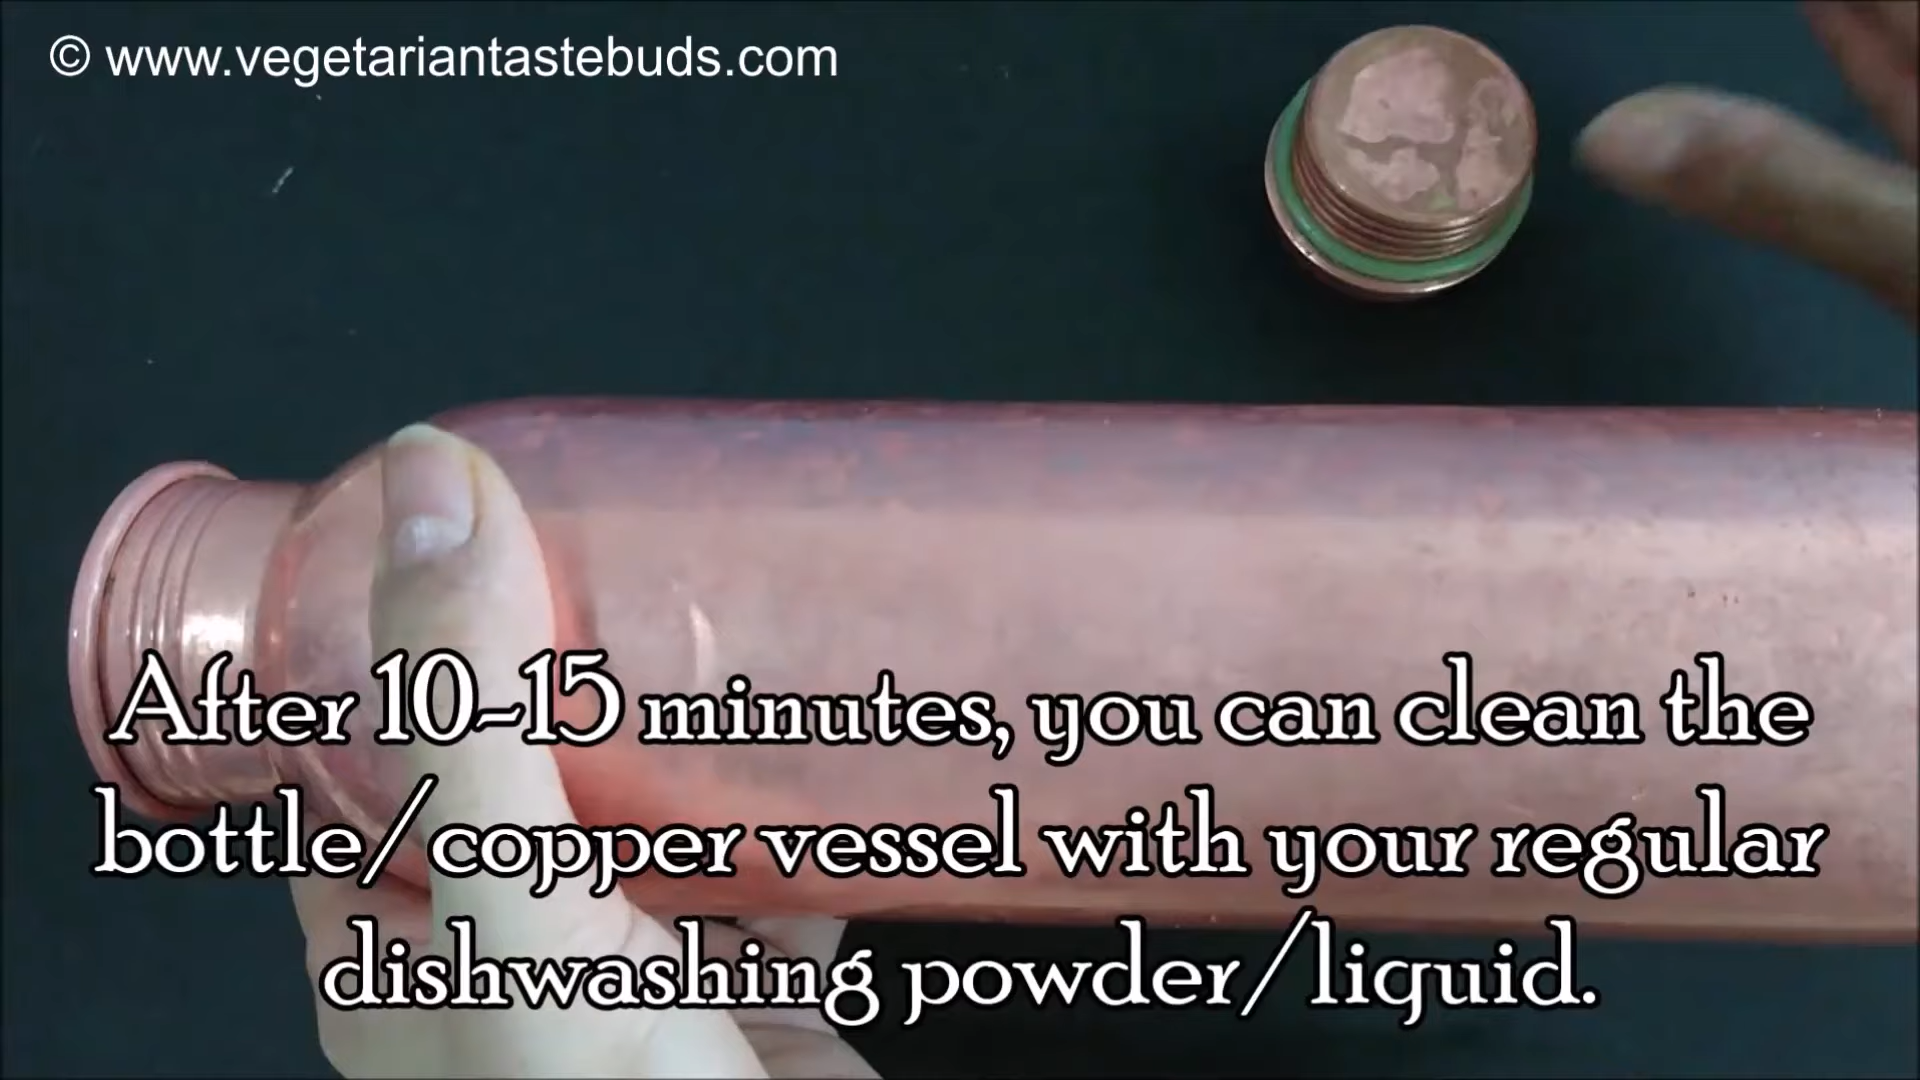 © www.vegetariantastebuds.com
After 10-15 minutes, you can clean the
bottle/copper vessel with your regular
dishwashing powder/liquid.